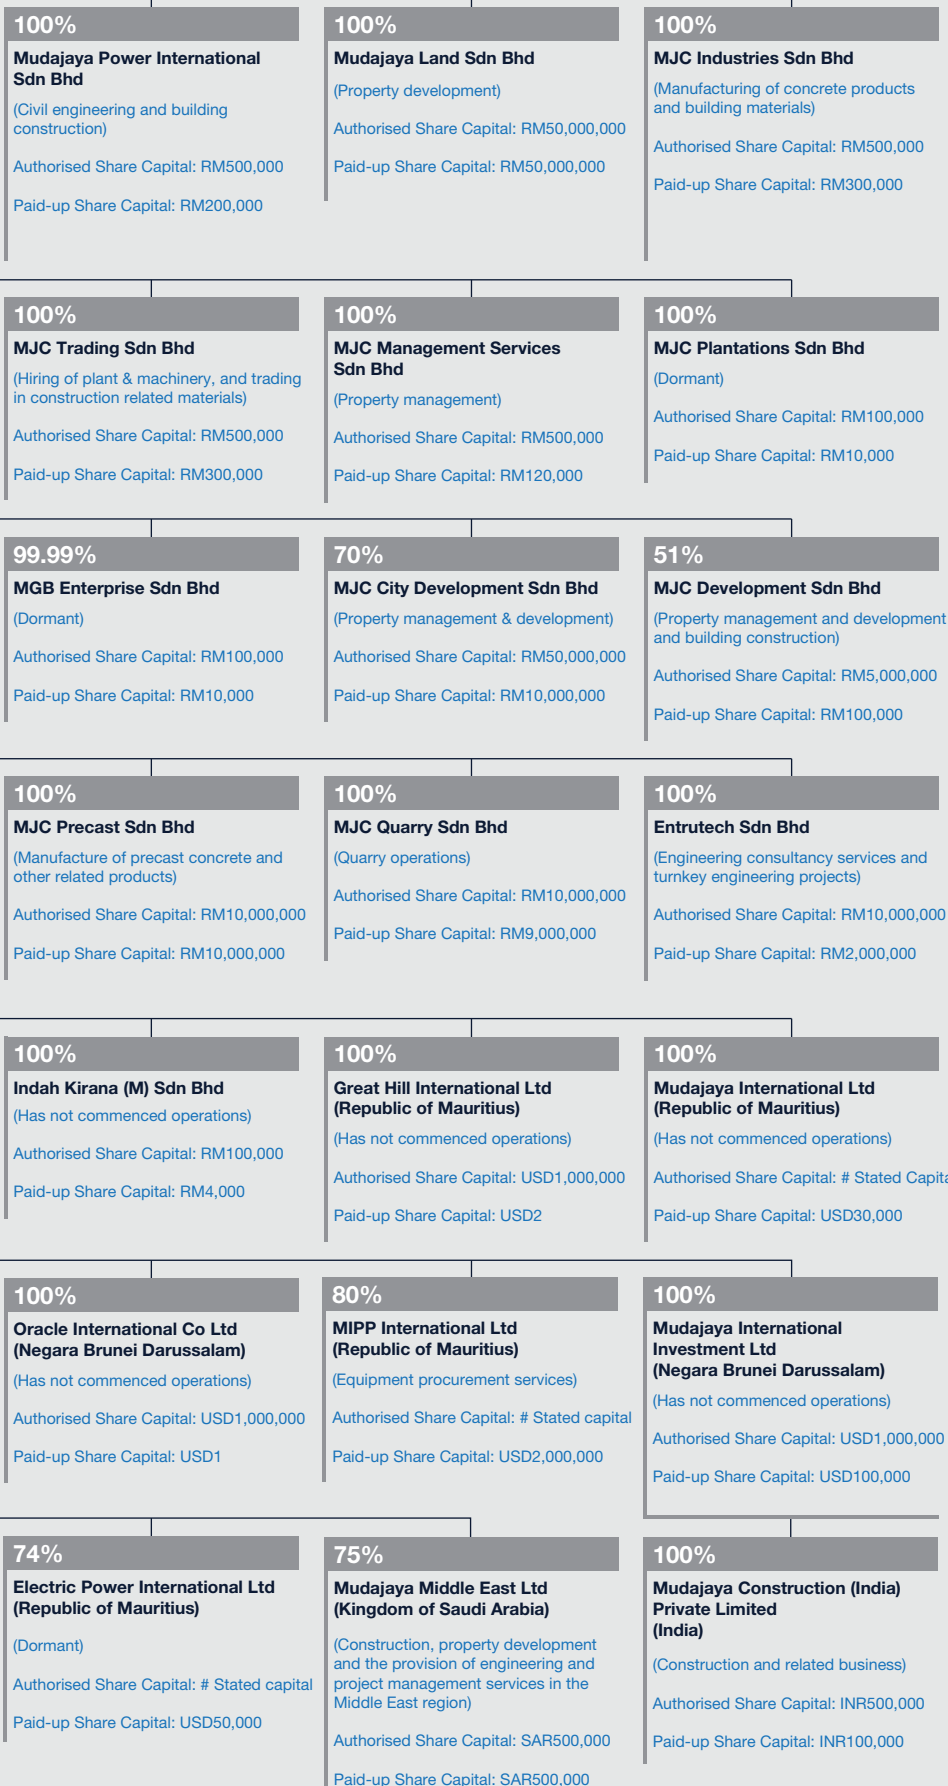 100%
Mudajaya Power International
Sdn Bhd
(Civil engineering and building
construction)
Authorised Share Capital: RM500,000
Paid-up Share Capital: RM200,000
100%
Mudajaya Land Sdn Bhd
(Property development)
Authorised Share Capital: RM50,000,000
Paid-up Share Capital: RM50,000,000
100%
MJC Industries Sdn Bhd
(Manufacturing of concrete products
and building materials)
Authorised Share Capital: RM500,000
Paid-up Share Capital: RM300,000
100%
MJC Trading Sdn Bhd
(Hiring of plant & machinery, and trading
in construction related materials)
Authorised Share Capital: RM500,000
Paid-up Share Capital: RM300,000
100%
MJC Management Services
Sdn Bhd
(Property management)
Authorised Share Capital: RM500,000
Paid-up Share Capital: RM120,000
100%
MJC Plantations Sdn Bhd
(Dormant)
Authorised Share Capital: RM100,000
Paid-up Share Capital: RM10,000
99.99%
MGB Enterprise Sdn Bhd
(Dormant)
Authorised Share Capital: RM100,000
Paid-up Share Capital: RM10,000
70%
MJC City Development Sdn Bhd
(Property management & development)
Authorised Share Capital: RM50,000,000
Paid-up Share Capital: RM10,000,000
51%
MJC Development Sdn Bhd
(Property management and development
and building construction)
Authorised Share Capital: RM5,000,000
Paid-up Share Capital: RM100,000
100%
MJC Precast Sdn Bhd
(Manufacture of precast concrete and
other related products)
Authorised Share Capital: RM10,000,000
Paid-up Share Capital: RM10,000,000
100%
MJC Quarry Sdn Bhd
(Quarry operations)
Authorised Share Capital: RM10,000,000
Paid-up Share Capital: RM9,000,000
100%
Entrutech Sdn Bhd
(Engineering consultancy services and
turnkey engineering projects)
Authorised Share Capital: RM10,000,000
Paid-up Share Capital: RM2,000,000
100%
Indah Kirana (M) Sdn Bhd
(Has not commenced operations)
Authorised Share Capital: RM100,000
Paid-up Share Capital: RM4,000
100%
Great Hill International Ltd
(Republic of Mauritius)
(Has not commenced operations)
Authorised Share Capital: USD1,000,000
Paid-up Share Capital: USD2
100%
Mudajaya International Ltd
(Republic of Mauritius)
(Has not commenced operations)
Authorised Share Capital: # Stated Capita
Paid-up Share Capital: USD30,000
100%
Oracle International Co Ltd
(Negara Brunei Darussalam)
(Has not commenced operations)
Authorised Share Capital: USD1,000,000
Paid-up Share Capital: USD1
80%
MIPP International Ltd
(Republic of Mauritius)
(Equipment procurement services)
Authorised Share Capital: # Stated capital
Paid-up Share Capital: USD2,000,000
100%
Mudajaya International
Investment Ltd
(Negara Brunei Darussalam)
(Has not commenced operations)
Authorised Share Capital: USD1,000,000
Paid-up Share Capital: USD100,000
74%
Electric Power International Ltd
(Republic of Mauritius)
(Dormant)
Authorised Share Capital: # Stated capital
Paid-up Share Capital: USD50,000
75%
Mudajaya Middle East Ltd
(Kingdom of Saudi Arabia)
(Construction, property development
and the provision of engineering and
project management services in the
Middle East region)
Authorised Share Capital: SAR500,000
Paid-up Share Capital: SAR500,000
100%
Mudajaya Construction (India)
Private Limited
(India)
(Construction and related business)
Authorised Share Capital: INR500,000
Paid-up Share Capital: INR100,000